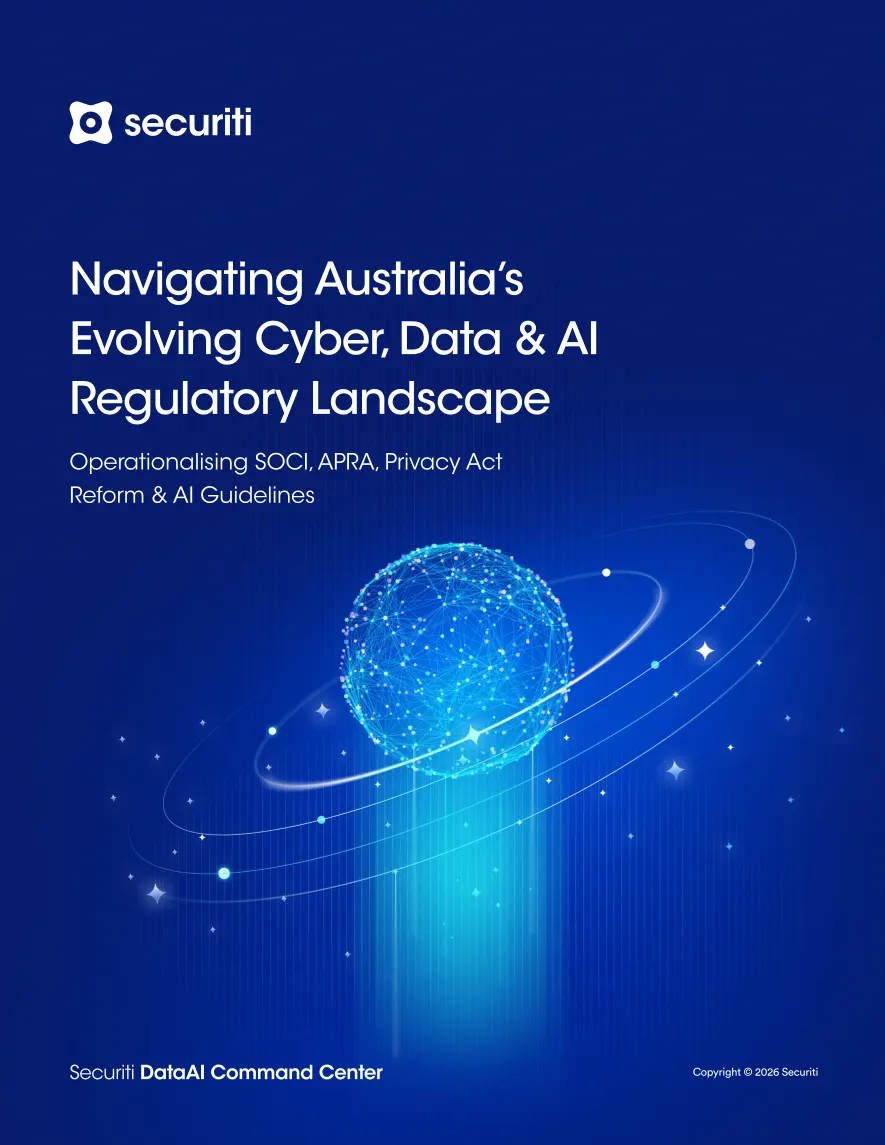 securiti
Navigating Australia’s
Evolving Cyber, Data & AI
Regulatory Landscape
Operationalising SOCI, APRA, Privacy Act
Reform & AI Guidelines
Securiti DataAI Command Center
Copyright © 2026 Securiti